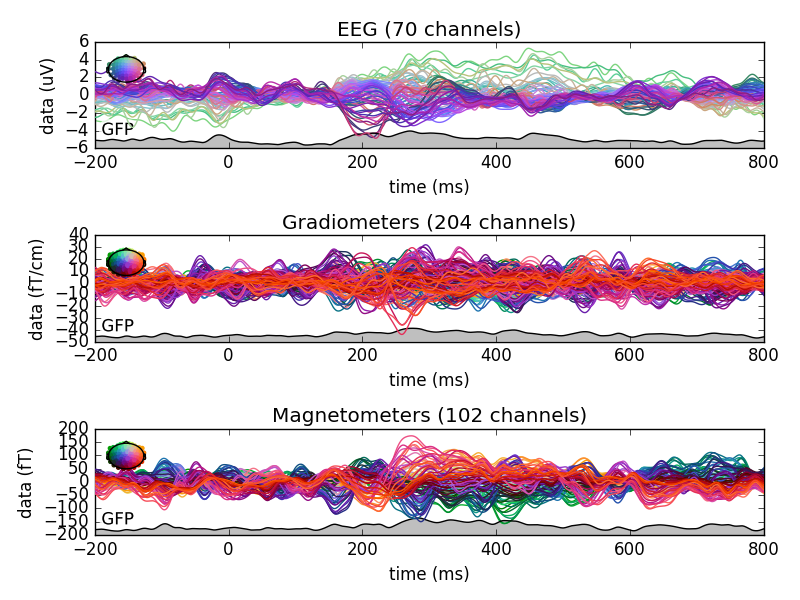 EEG (70 channels)
data (uV)
6
4
2
0
−2
−4
−6
GFP
−200 0 200 400 600 800
time (ms)
Gradiometers (204 channels)
data (fT/cm)
40
30
20
10
0
−10
−20
−30
−40
−50
GFP
−200 0 200 400 600 800
time (ms)
Magnetometers (102 channels)
data (fT)
200
150
100
50
0
−50
−100
−150
−200
GFP
−200 0 200 400 600 800
time (ms)